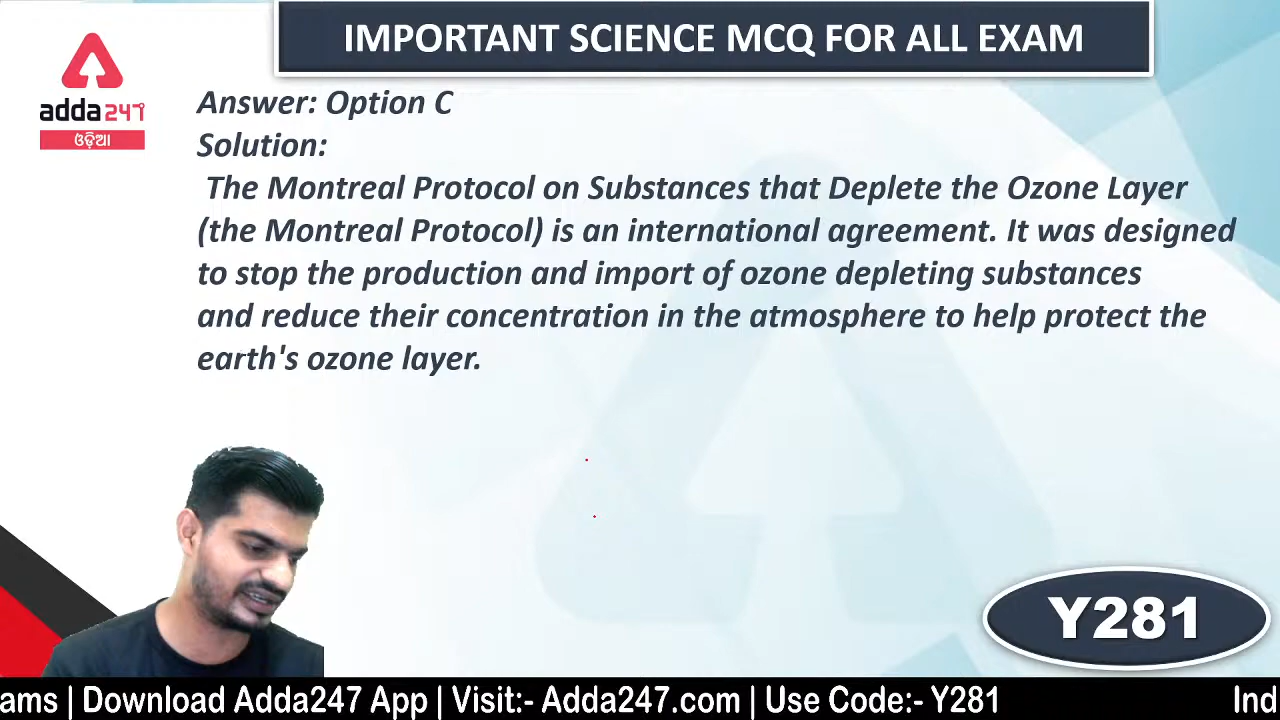 IMPORTANT SCIENCE MCQ FOR ALL EXAM
adda247
ଓଡ଼ିଆ
Answer: Option C
Solution:
The Montreal Protocol on Substances that Deplete the Ozone Layer
(the Montreal Protocol) is an international agreement. It was designed
to stop the production and import of ozone depleting substances
and reduce their concentration in the atmosphere to help protect the
earth's ozone layer.
Y281
ams | Download Adda247 App | Visit:- Adda247.com | Use Code:- Y281
Ind